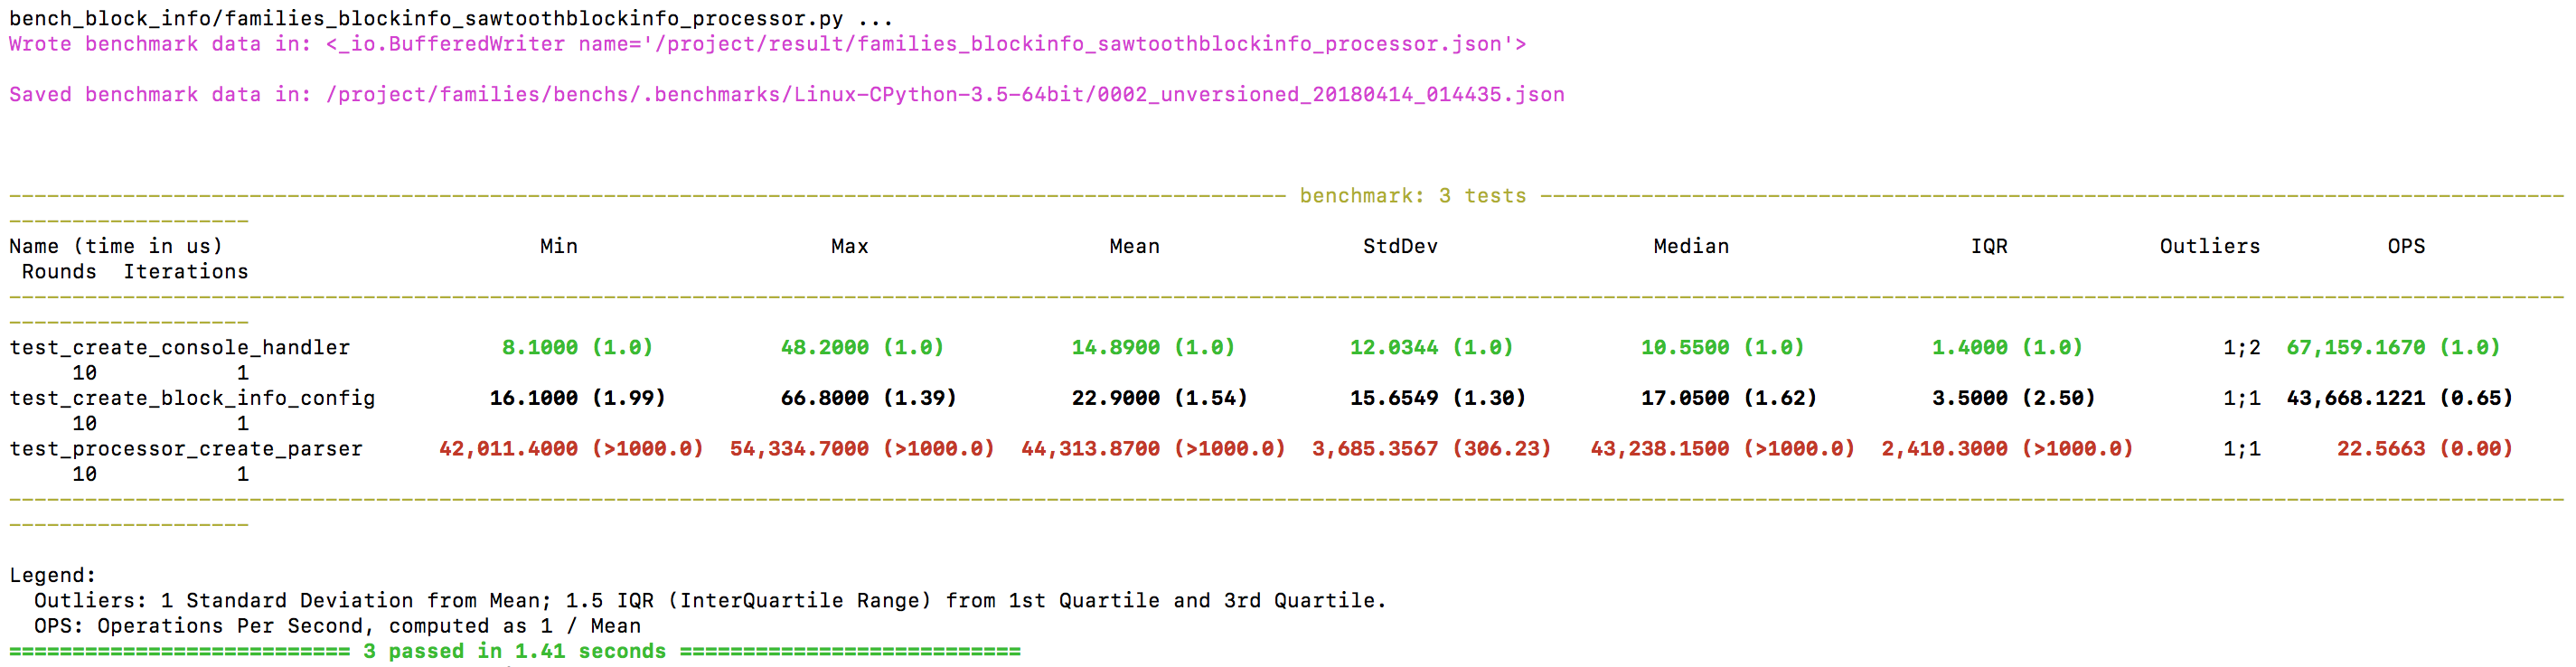 bench_block_info/families_blockinfo_sawtoothblockinfo_processor.py ...
Wrote benchmark data in: <_io.BufferedWriter name='/project/result/families_blockinfo_sawtoothblockinfo_processor.json'>
Saved benchmark data in: /project/families/benchs/.benchmarks/Linux-CPython-3.5-64bit/0002_unversioned_20180414_014435.json
----------------------------------------------------------------------------------------------------- benchmark: 3 tests ---------------------------------------------------------------------------------
-------------------
Name (time in us) Min Max Mean StdDev Median IQR Outliers OPS
Rounds Iterations
----------------------------------------------------------------------------------------------------------------------------------------------------------------------------------------------------------
-------------------
test_create_console_handler 8.1000 (1.0) 48.2000 (1.0) 14.8900 (1.0) 12.0344 (1.0) 10.5500 (1.0) 1.4000 (1.0) 1;2 67,159.1670 (1.0)
10 1
test_create_block_info_config 16.1000 (1.99) 66.8000 (1.39) 22.9000 (1.54) 15.6549 (1.30) 17.0500 (1.62) 3.5000 (2.50) 1;1 43,668.1221 (0.65)
10 1
test_processor_create_parser 42,011.4000 (>1000.0) 54,334.7000 (>1000.0) 44,313.8700 (>1000.0) 3,685.3567 (306.23) 43,238.1500 (>1000.0) 2,410.3000 (>1000.0) 1;1 22.5663 (0.00)
10 1
----------------------------------------------------------------------------------------------------------------------------------------------------------------------------------------------------------
-------------------
Legend:
Outliers: 1 Standard Deviation from Mean; 1.5 IQR (InterQuartile Range) from 1st Quartile and 3rd Quartile.
OPS: Operations Per Second, computed as 1 / Mean
=========================== 3 passed in 1.41 seconds ===========================